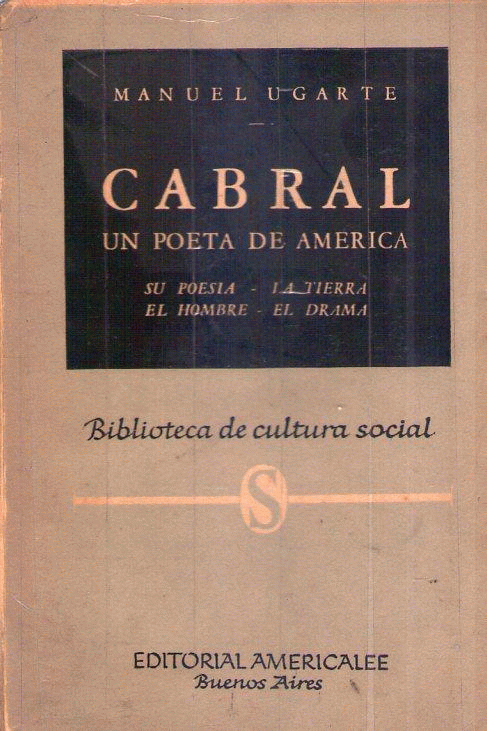 MANUEL UGARTE
CABRAL
UN POETA DE AMERICA
SU POESIA - LA TIERRA
EL HOMBRE - EL DRAMA
Biblioteca de cultura social
S
EDITORIAL AMERICALEE
Buenos Aires